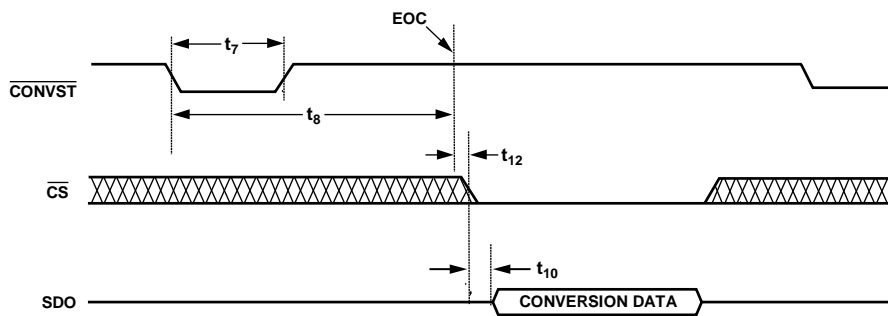 EOC
t7
CONVST
t8
t12
CS
t10
SDO
CONVERSION DATA